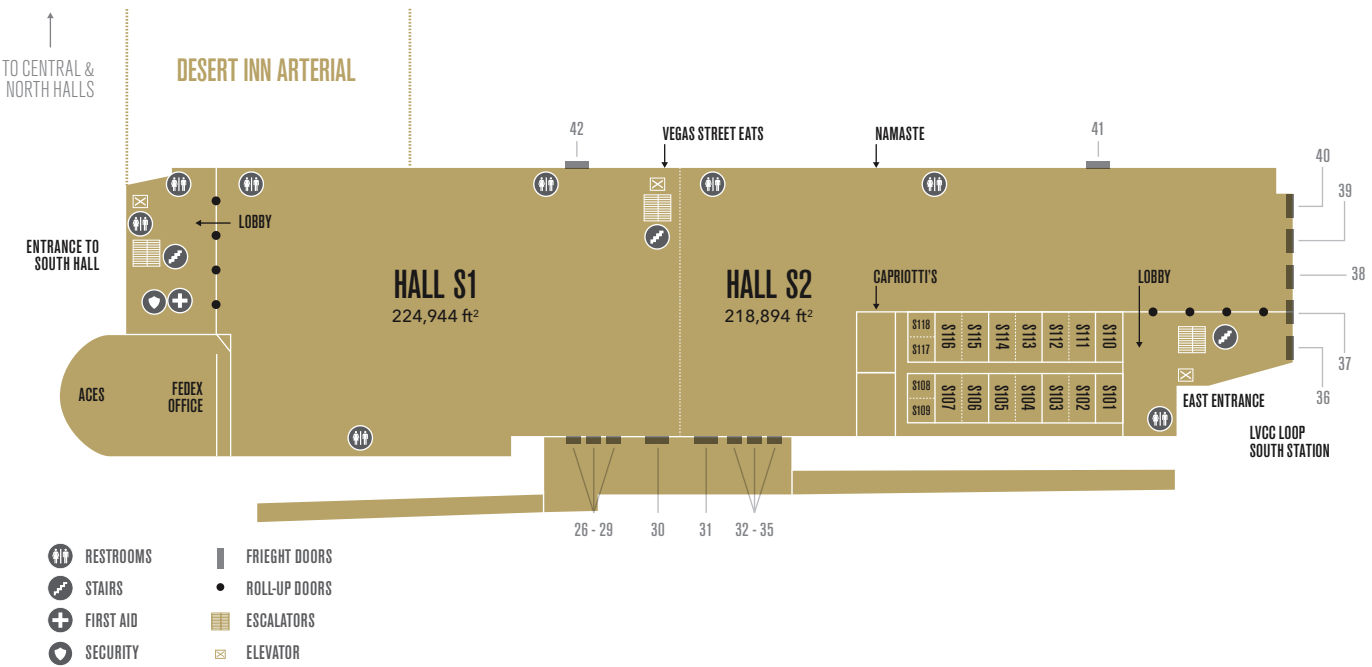 TO CENTRAL &
NORTH HALLS
DESERT INN ARTERIAL
42
VEGAS STREET EATS
NAMASTE
41
40
39
38
37
36
ENTRANCE TO
SOUTH HALL
LOBBY
HALL S1
224,944 ft²
HALL S2
218,894 ft²
CAPRIOTTI'S
LOBBY
S118
S117
S116
S115
S114
S113
S112
S111
S110
S108
S109
S107
S106
S105
S104
S103
S102
S101
ACES
FEDEX
OFFICE
EAST ENTRANCE
LVCC LOOP
SOUTH STATION
26 - 29
30
31
32 - 35
RESTROOMS
STAIRS
FIRST AID
SECURITY
FRIEGHT DOORS
ROLL-UP DOORS
ESCALATORS
ELEVATOR